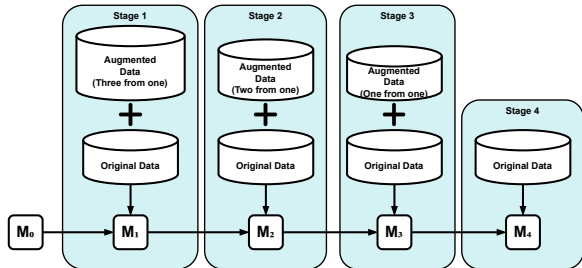 Stage 1
Augmented
Data
(Three from one)
Original Data
Stage 2
Augmented
Data
(Two from one)
Original Data
Stage 3
Augmented
Data
(One from one)
Original Data
Stage 4
Original Data
M₀
M₁
M₂
M₃
M₄